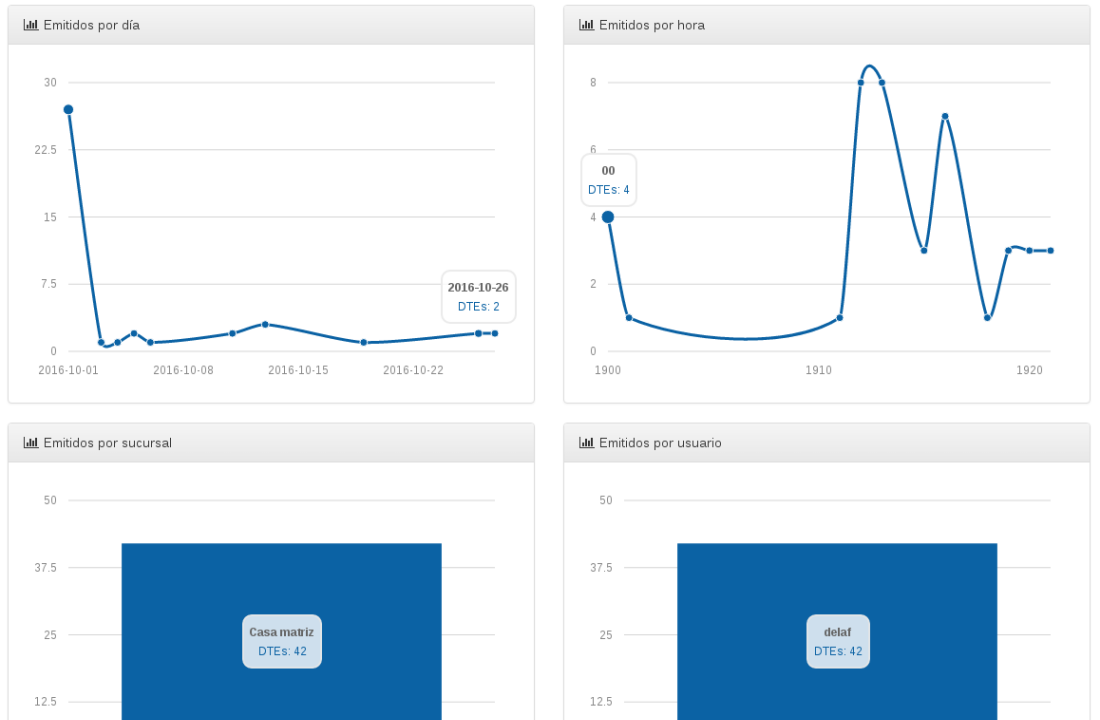 Emitidos por día
30
22.5
15
7.5
0
2016-10-26
DTEs: 2
2016-10-01 2016-10-08 2016-10-15 2016-10-22
Emitidos por hora
8
6
4
2
0
00
DTEs: 4
1900 1910 1920
Emitidos por sucursal
50
37.5
25
12.5
Casa matriz
DTEs: 42
Emitidos por usuario
50
37.5
25
12.5
delaf
DTEs: 42